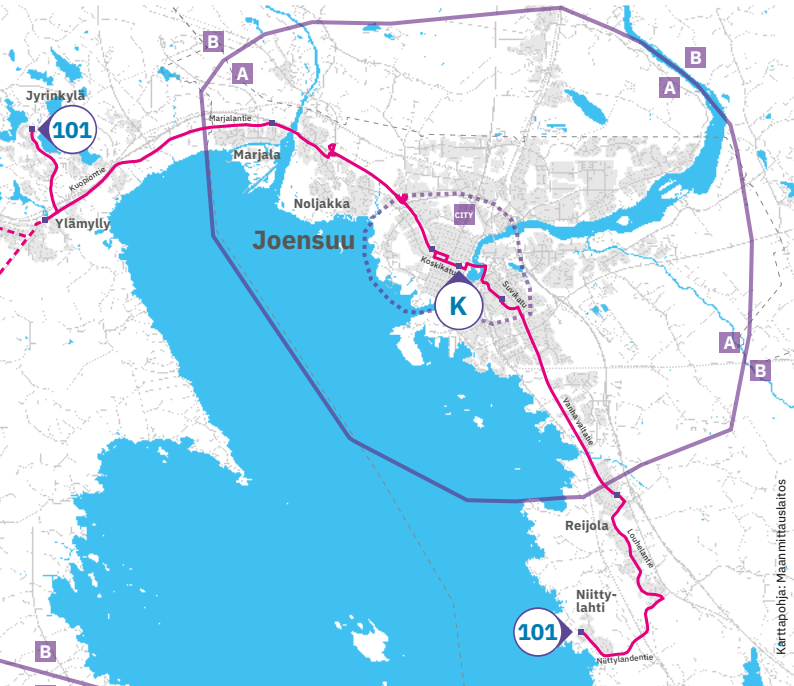 B
B
A
A
Jyrinkylä
101
Marjalantie
Marjala
Kuopiontie
Noljakka
CITY
Ylämylly
Joensuu
Koskikatu
Suvikatu
K
A
B
Vanha valtatie
Reijola
Louhelantie
Niitty-
lahti
101
Niittylahdentie
B
Karttapohja: Maanmittauslaitos